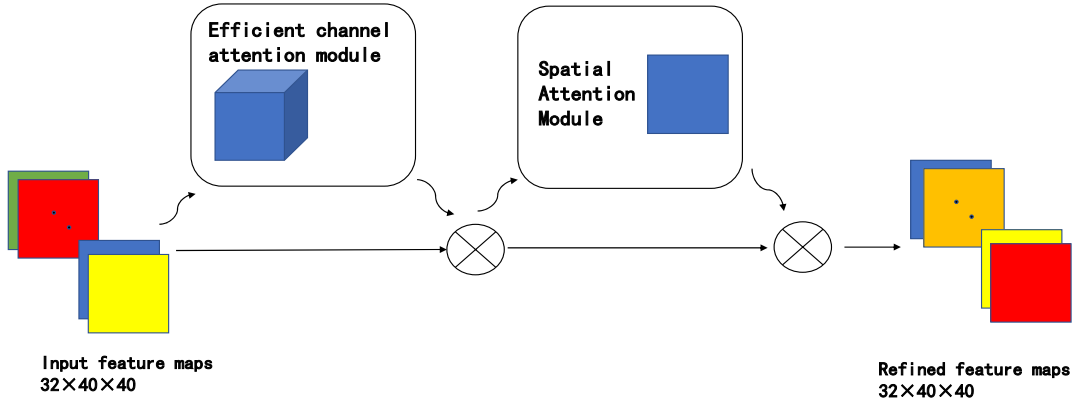 Efficient channel
attention module
Spatial
Attention
Module
Input feature maps
32×40×40
Refined feature maps
32×40×40